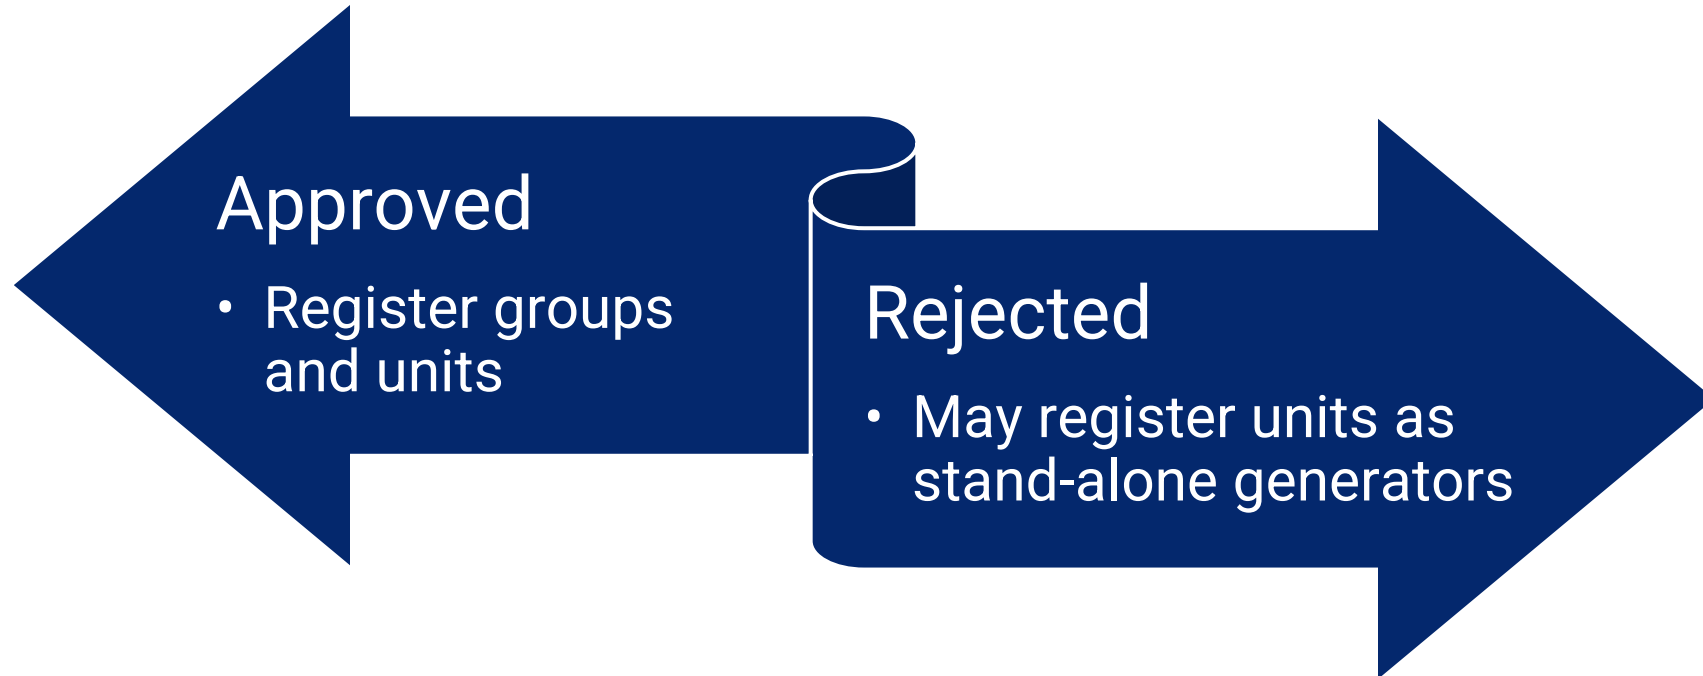 Approved
• Register groups
and units
Rejected
• May register units as
stand-alone generators